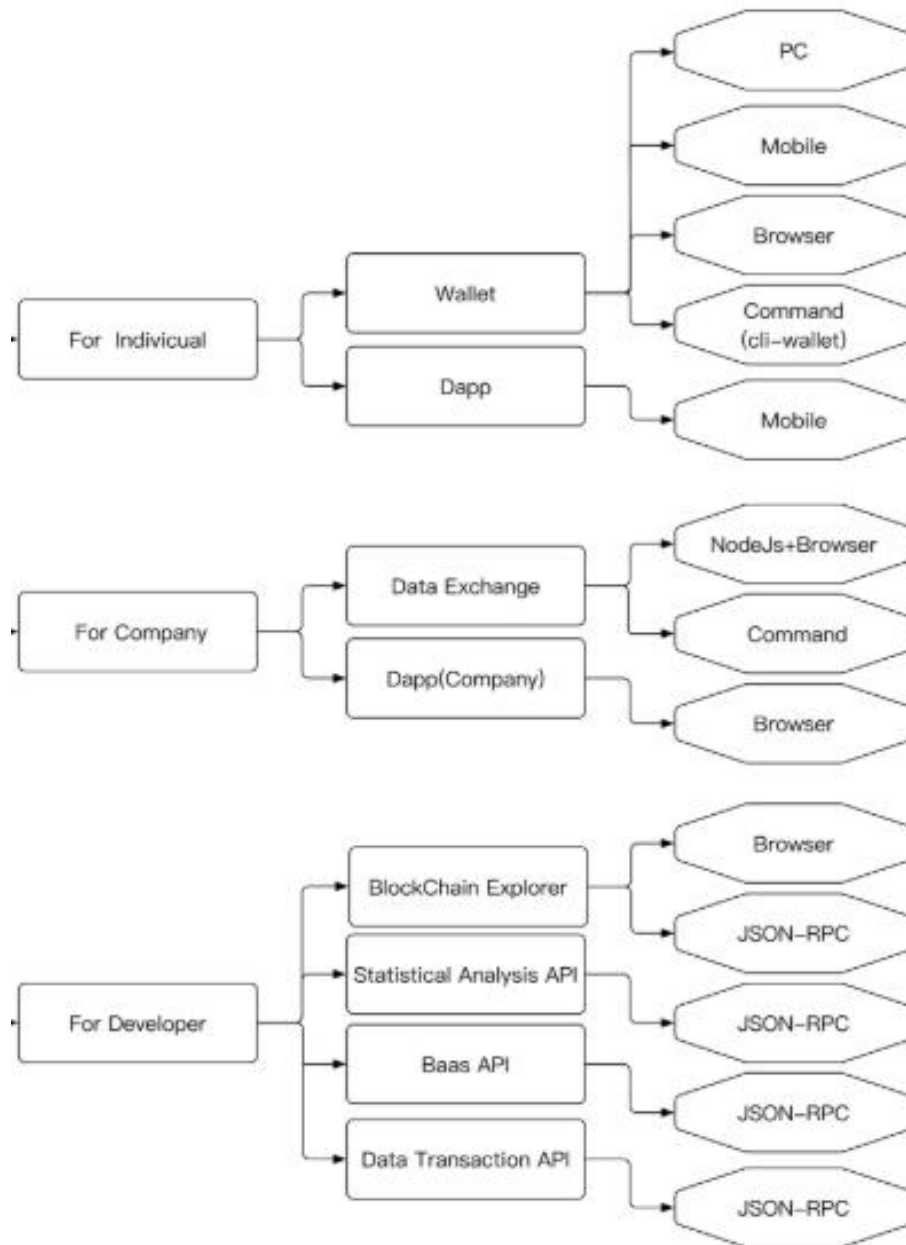 PC
Mobile
Browser
Wallet
Command
(cli-wallet)
For Indivicual
Dapp
Mobile
NodeJs+Browser
Data Exchange
For Company
Command
Dapp(Company)
Browser
Browser
BlockChain Explorer
JSON-RPC
Statistical Analysis API
For Developer
JSON-RPC
Baas API
JSON-RPC
Data Transaction API
JSON-RPC